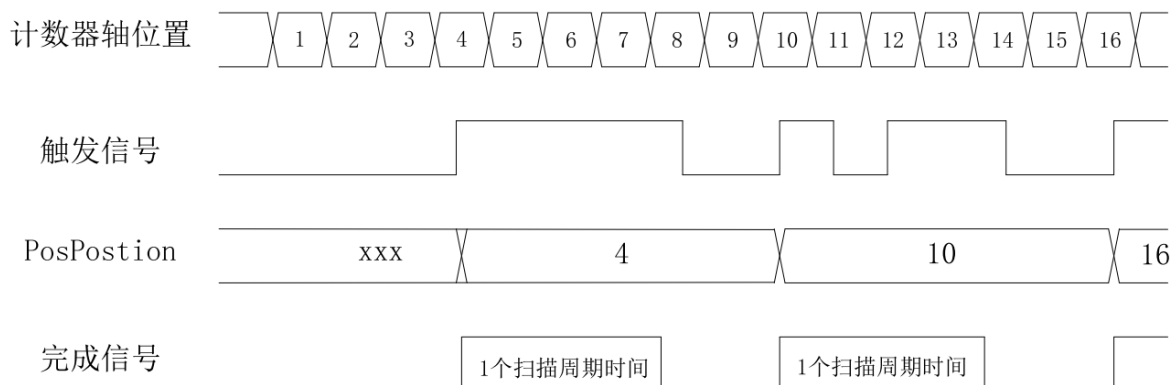 计数器轴位置 1 2 3 4 5 6 7 8 9 10 11 12 13 14 15 16
触发信号
PosPostion xxx 4 10 16
完成信号 1个扫描周期时间 1个扫描周期时间